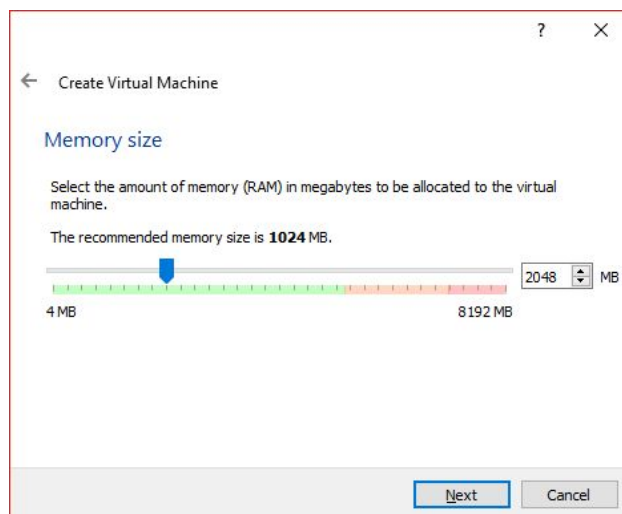 ?
Create Virtual Machine
Memory size
Select the amount of memory (RAM) in megabytes to be allocated to the virtual
machine.
The recommended memory size is 1024 MB.
2048 MB
4 MB 8192 MB
Next Cancel